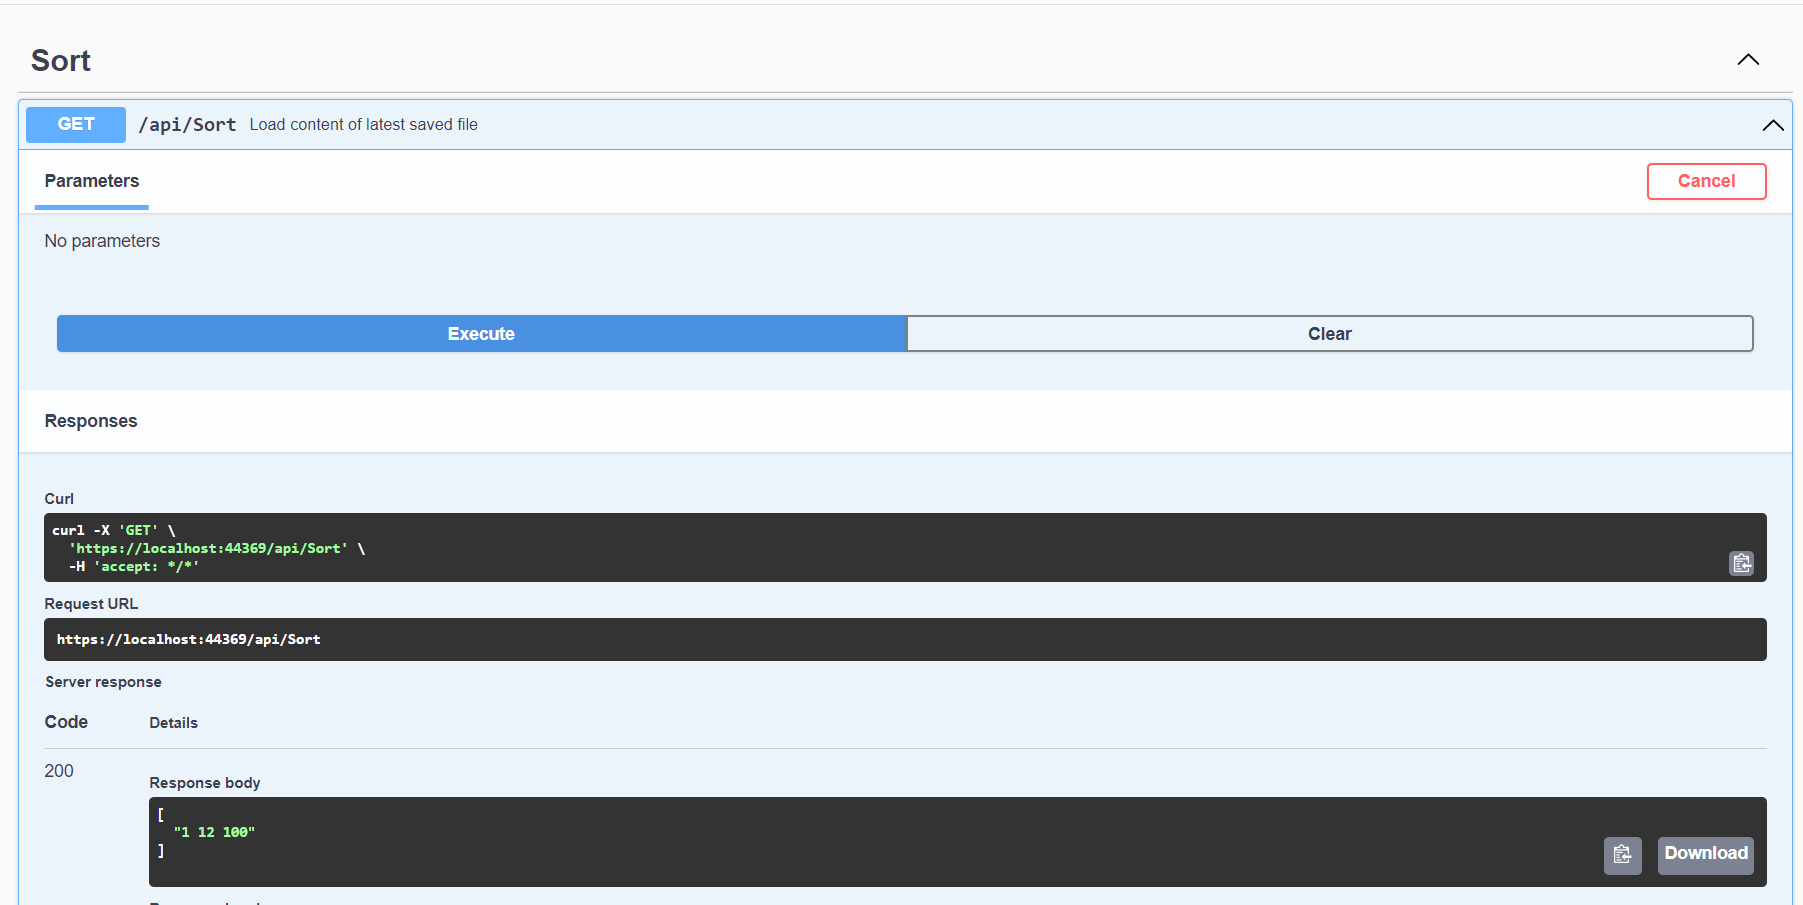 Sort
GET /api/Sort Load content of latest saved file
Parameters
Cancel
No parameters
Execute
Clear
Responses
Curl
curl -X 'GET' \
'https://localhost:44369/api/Sort' \
-H 'accept: */*'
Request URL
https://localhost:44369/api/Sort
Server response
Code Details
200
Response body
[
"1 12 100"
]
Download